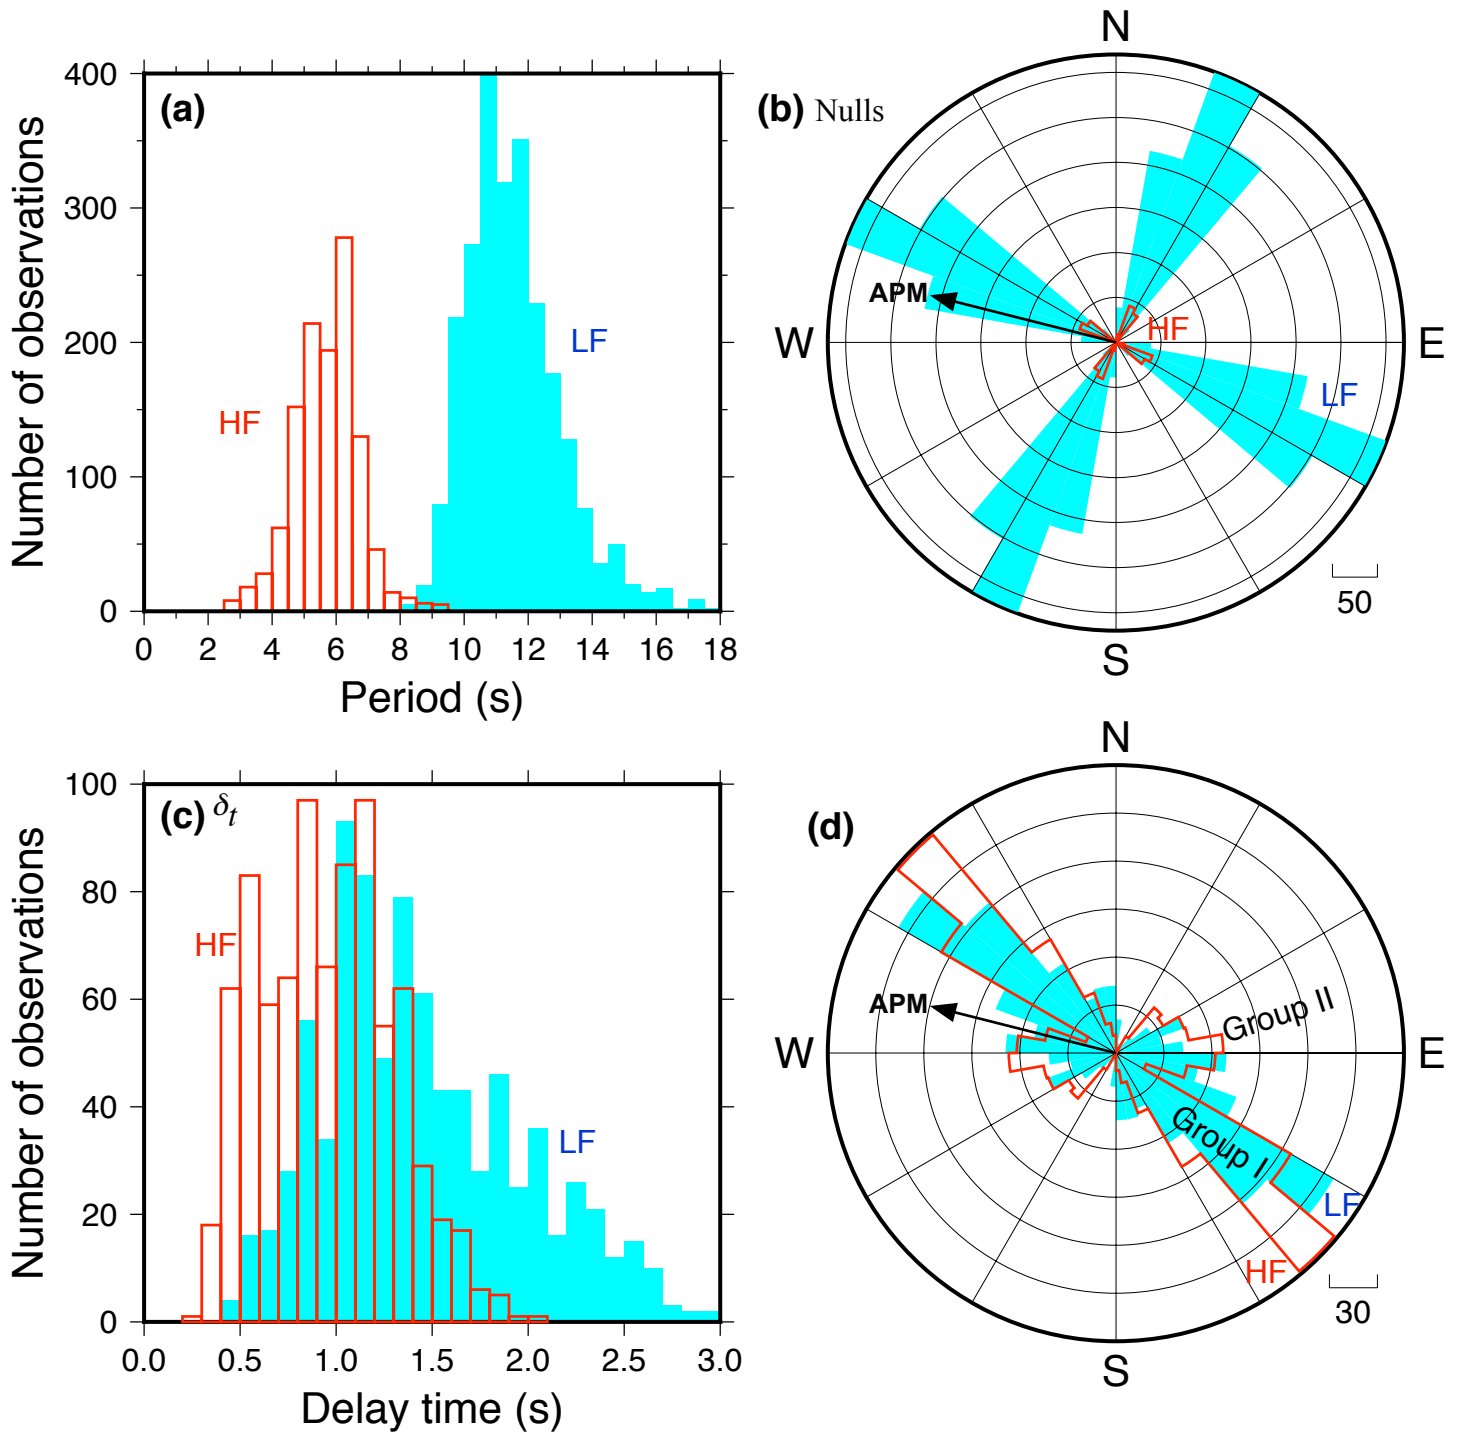 (a)
Number of observations
400
300
200
100
0
HF
LF
0 2 4 6 8 10 12 14 16 18
Period (s)
(b) Nulls
N
W
E
S
APM
HF
LF
50
(c) δt
Number of observations
100
80
60
40
20
0
HF
LF
0.0 0.5 1.0 1.5 2.0 2.5 3.0
Delay time (s)
(d)
N
W
E
S
APM
Group II
Group I
LF
HF
30